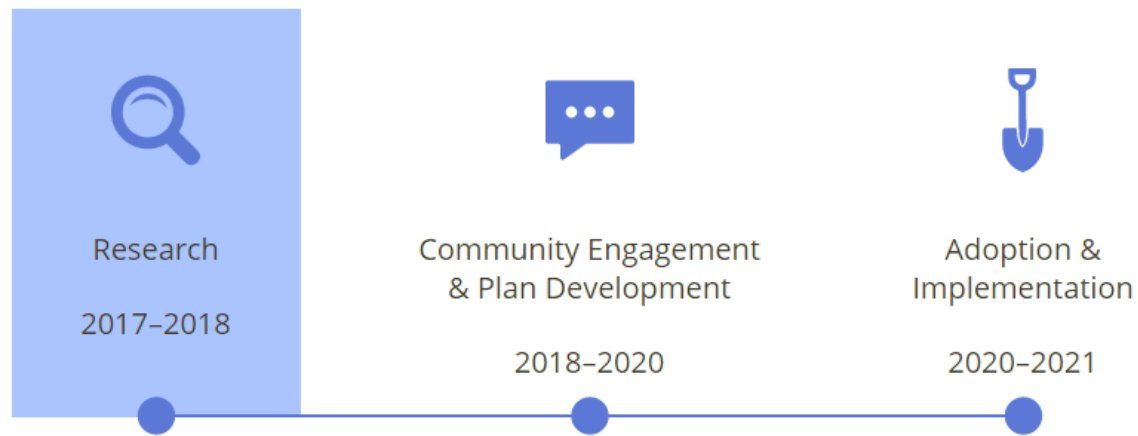 Research
2017–2018
Community Engagement
& Plan Development
2018–2020
Adoption &
Implementation
2020–2021